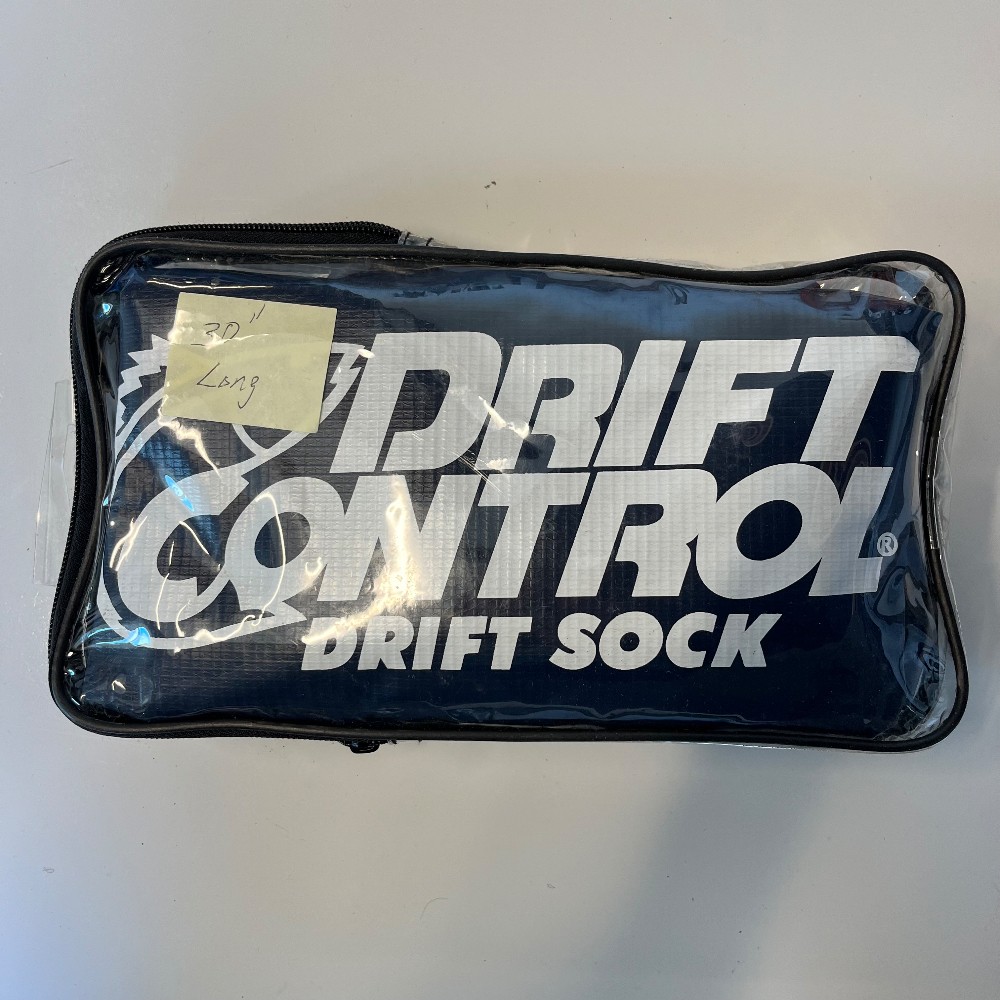 30"
Long
DRIFT
CONTROL®
DRIFT SOCK